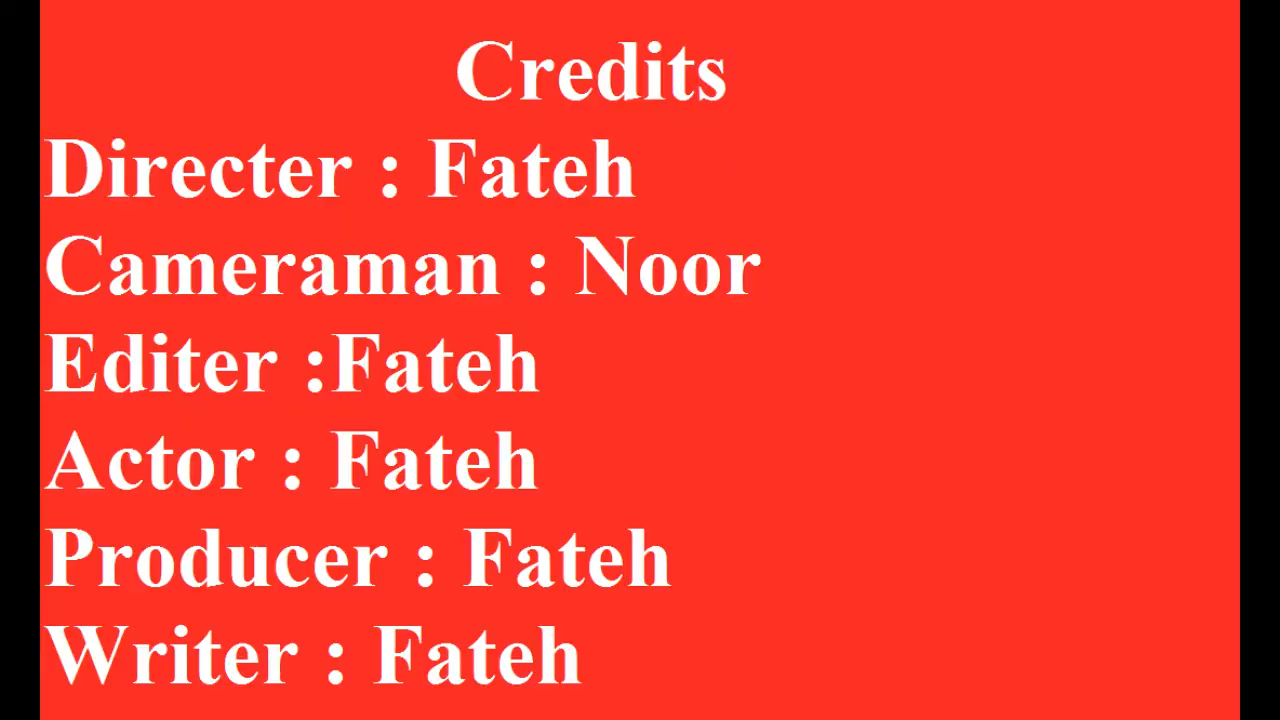 Credits
Directer : Fateh
Cameraman : Noor
Editer :Fateh
Actor : Fateh
Producer : Fateh
Writer : Fateh